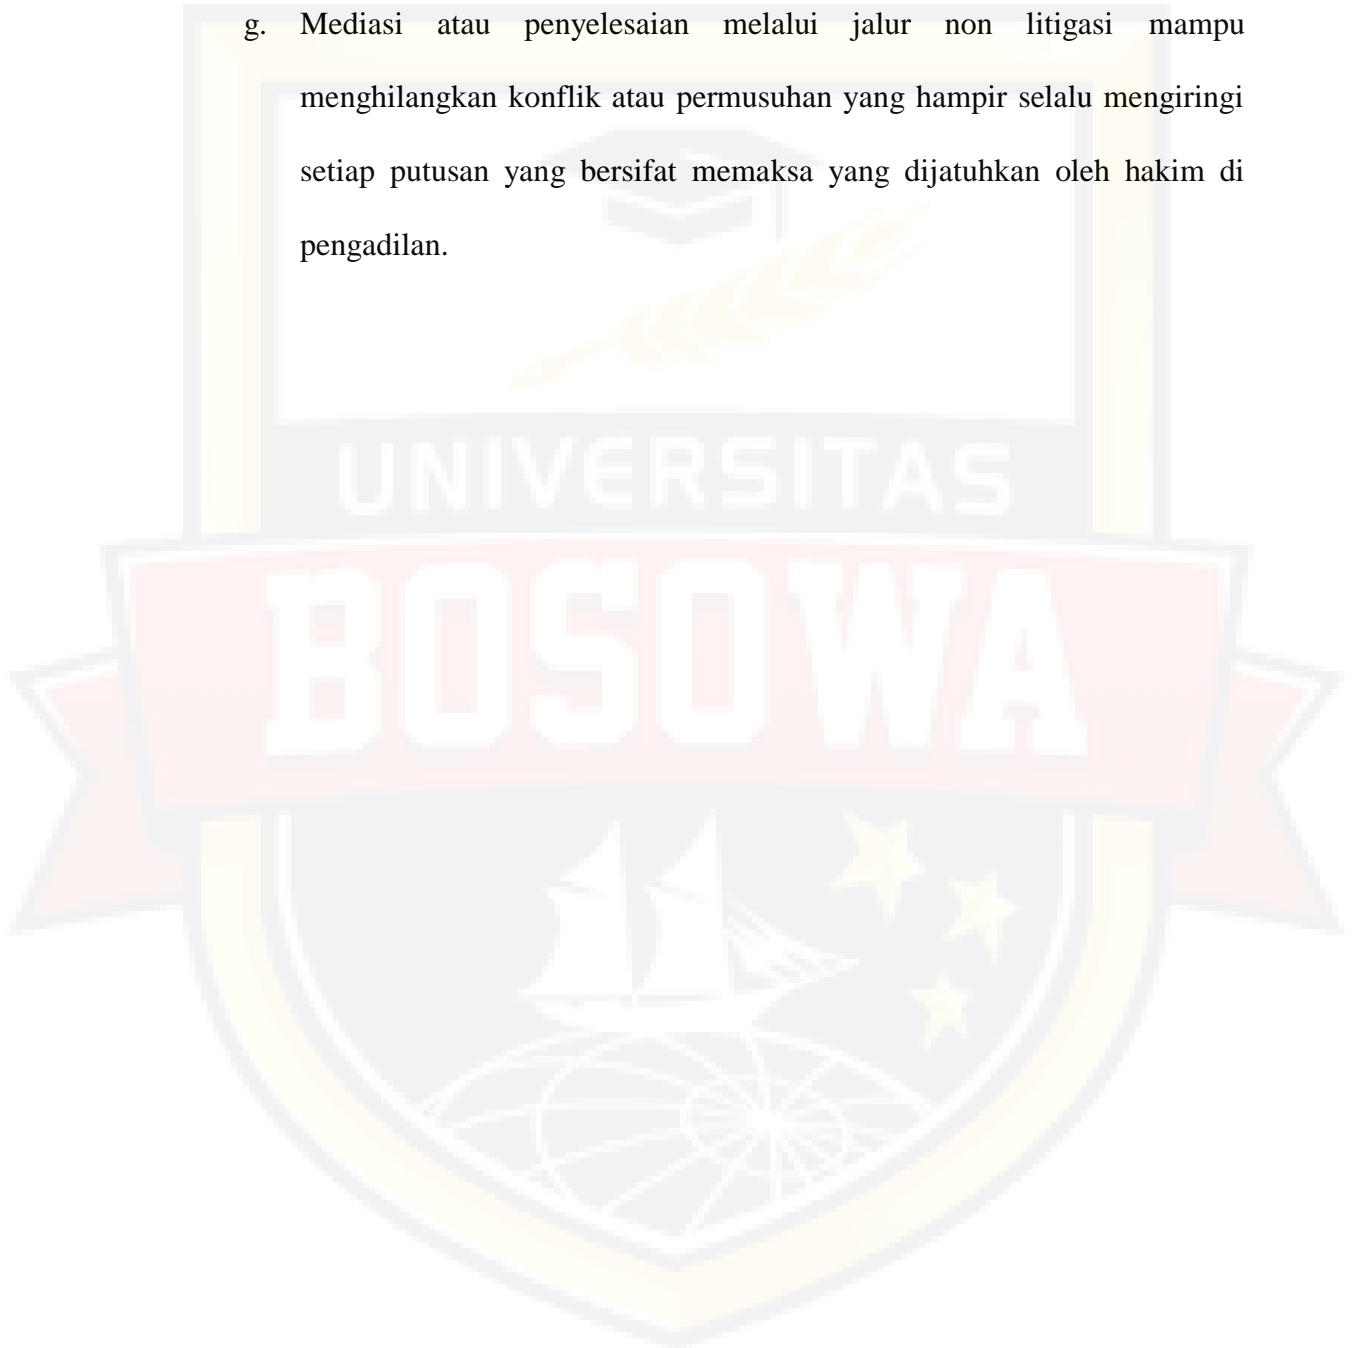 g. Mediasi atau penyelesaian melalui jalur non litigasi mampu
menghilangkan konflik atau permusuhan yang hampir selalu mengiringi
setiap putusan yang bersifat memaksa yang dijatuhkan oleh hakim di
pengadilan.
UNIVERSITAS
BOSOWA